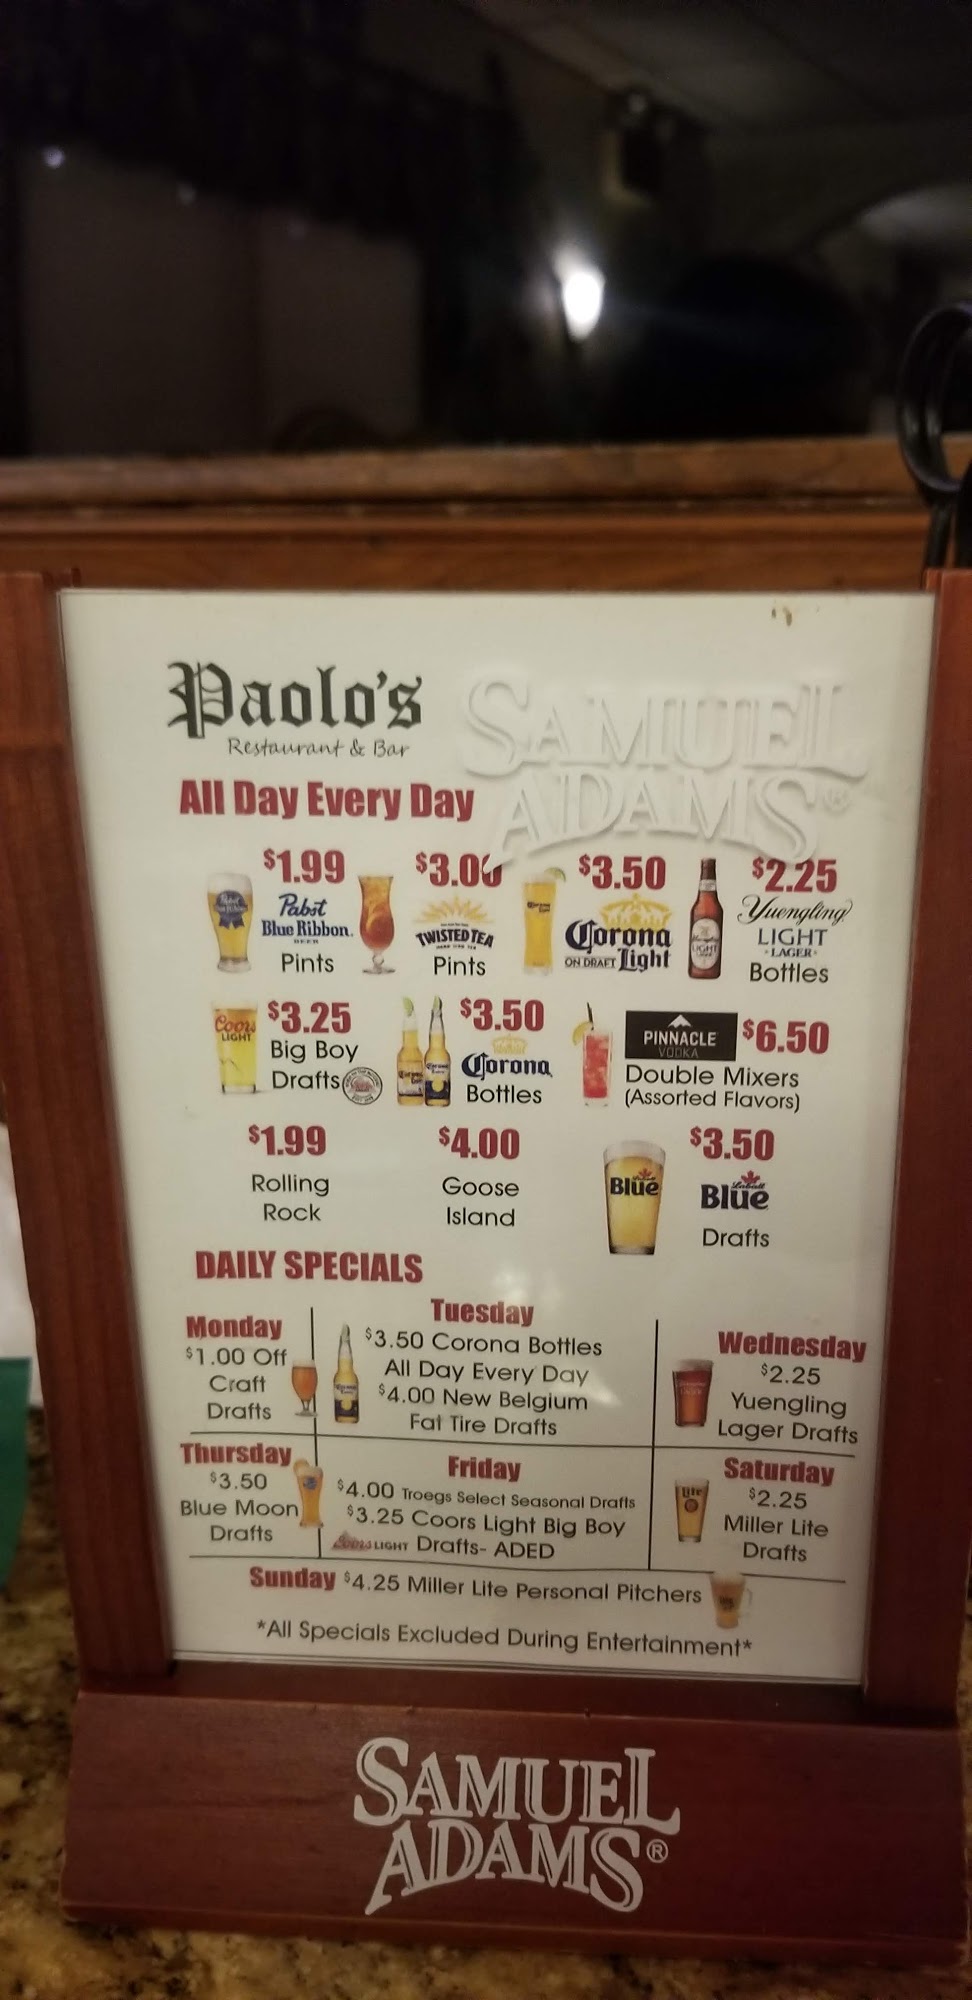 Paolo's
Restaurant & Bar
SAMUEL
ADAMS®
All Day Every Day
$1.99
Pabst
Blue Ribbon.
BEER
Pints
$3.00
TWISTED TEA
HARD ICED TEA
Pints
$3.50
Corona
ON DRAFT Light
$2.25
Yuengling
LIGHT
LAGER
Bottles
Coors
LIGHT
$3.25
Big Boy
Drafts
$3.50
Corona
Bottles
PINNACLE
VODKA
$6.50
Double Mixers
(Assorted Flavors)
$1.99
Rolling
Rock
$4.00
Goose
Island
Blue
$3.50
Labatt
Blue
Drafts
DAILY SPECIALS
Monday
$1.00 Off
Craft
Drafts
Tuesday
$3.50 Corona Bottles
All Day Every Day
$4.00 New Belgium
Fat Tire Drafts
Wednesday
$2.25
Yuengling
Lager Drafts
Thursday
$3.50
Blue Moon
Drafts
Friday
$4.00 Troegs Select Seasonal Drafts
$3.25 Coors Light Big Boy
Coors LIGHT Drafts- ADED
Saturday
Lite
$2.25
Miller Lite
Drafts
Sunday $4.25 Miller Lite Personal Pitchers
*All Specials Excluded During Entertainment*
SAMUEL
ADAMS®